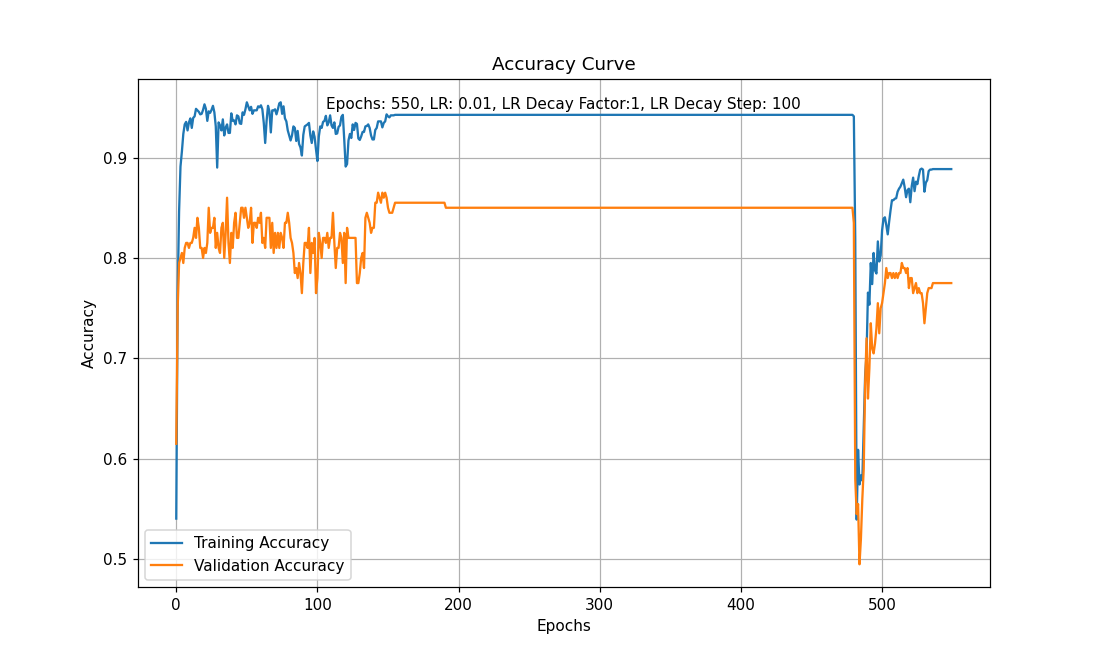 Accuracy Curve
Epochs: 550, LR: 0.01, LR Decay Factor:1, LR Decay Step: 100
Accuracy
0.9
0.8
0.7
0.6
0.5
Training Accuracy
Validation Accuracy
0 100 200 300 400 500
Epochs